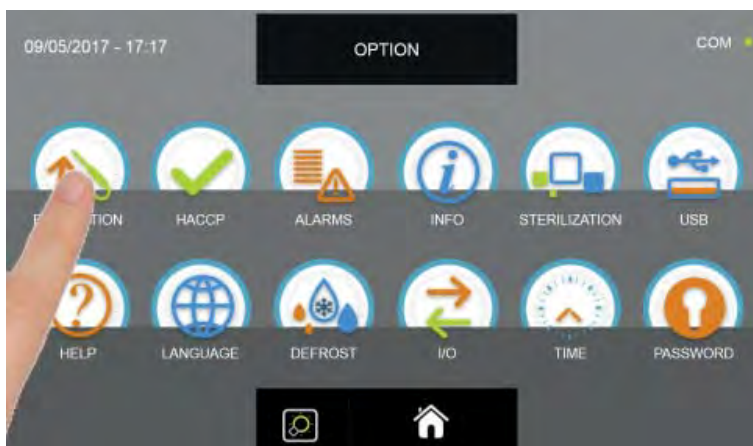 09/05/2017 - 17:17
OPTION
COM
HACCP
ALARMS
INFO
STERILIZATION
USB
HELP
LANGUAGE
DEFROST
I/O
TIME
PASSWORD